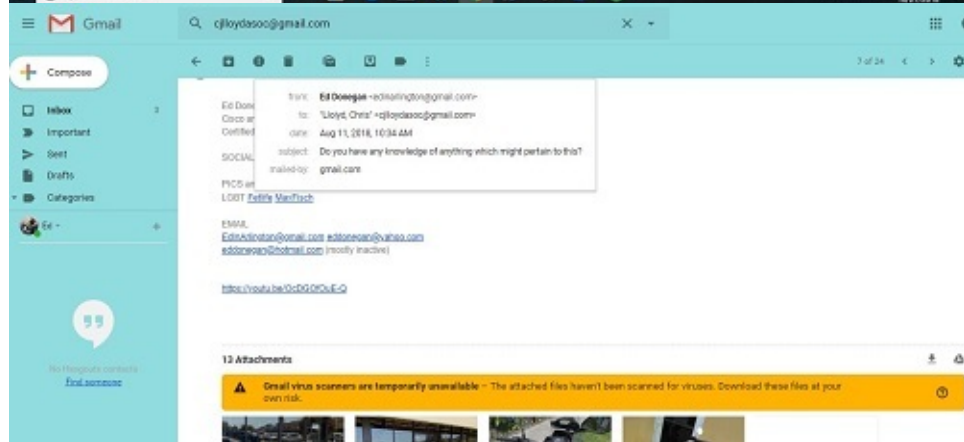 Gmail
cjlloydasoc@gmail.com
7 of 24
Compose
Inbox
Important
Sent
Drafts
Categories
Ed
No Hangouts contacts
Find someone
from: Ed Donegan <edinarlington@gmail.com>
to: "Lloyd, Chris" <cjlloydasoc@gmail.com>
date: Aug 11, 2018, 10:34 AM
subject: Do you have any knowledge of anything which might pertain to this?
mailed-by: gmail.com
Ed Done
Coco ar
Certified
SOCIAL
PICS an
LGBT Fetlife
EMAIL
EdinArlington@gmail.com eddonegan@yahoo.com
eddonegan@hotmail.com (mostly inactive)
13 Attachments
Gmail virus scanners are temporarily unavailable – The attached files haven't been scanned for viruses. Download these files at your
own risk.